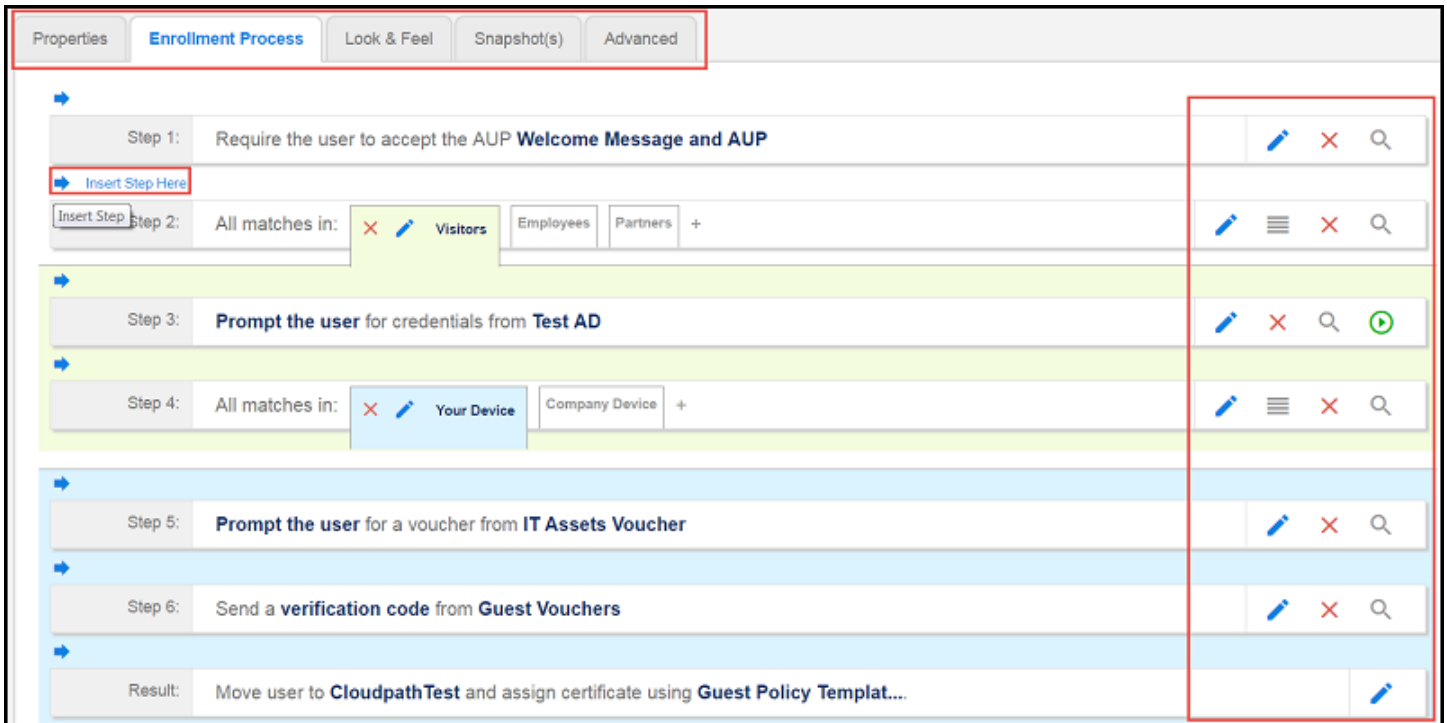 Properties Enrollment Process Look & Feel Snapshot(s) Advanced
Step 1: Require the user to accept the AUP Welcome Message and AUP
Insert Step Here
Insert Step
Step 2: All matches in: Visitors Employees Partners +
Step 3: Prompt the user for credentials from Test AD
Step 4: All matches in: Your Device Company Device +
Step 5: Prompt the user for a voucher from IT Assets Voucher
Step 6: Send a verification code from Guest Vouchers
Result: Move user to CloudpathTest and assign certificate using Guest Policy Templat....